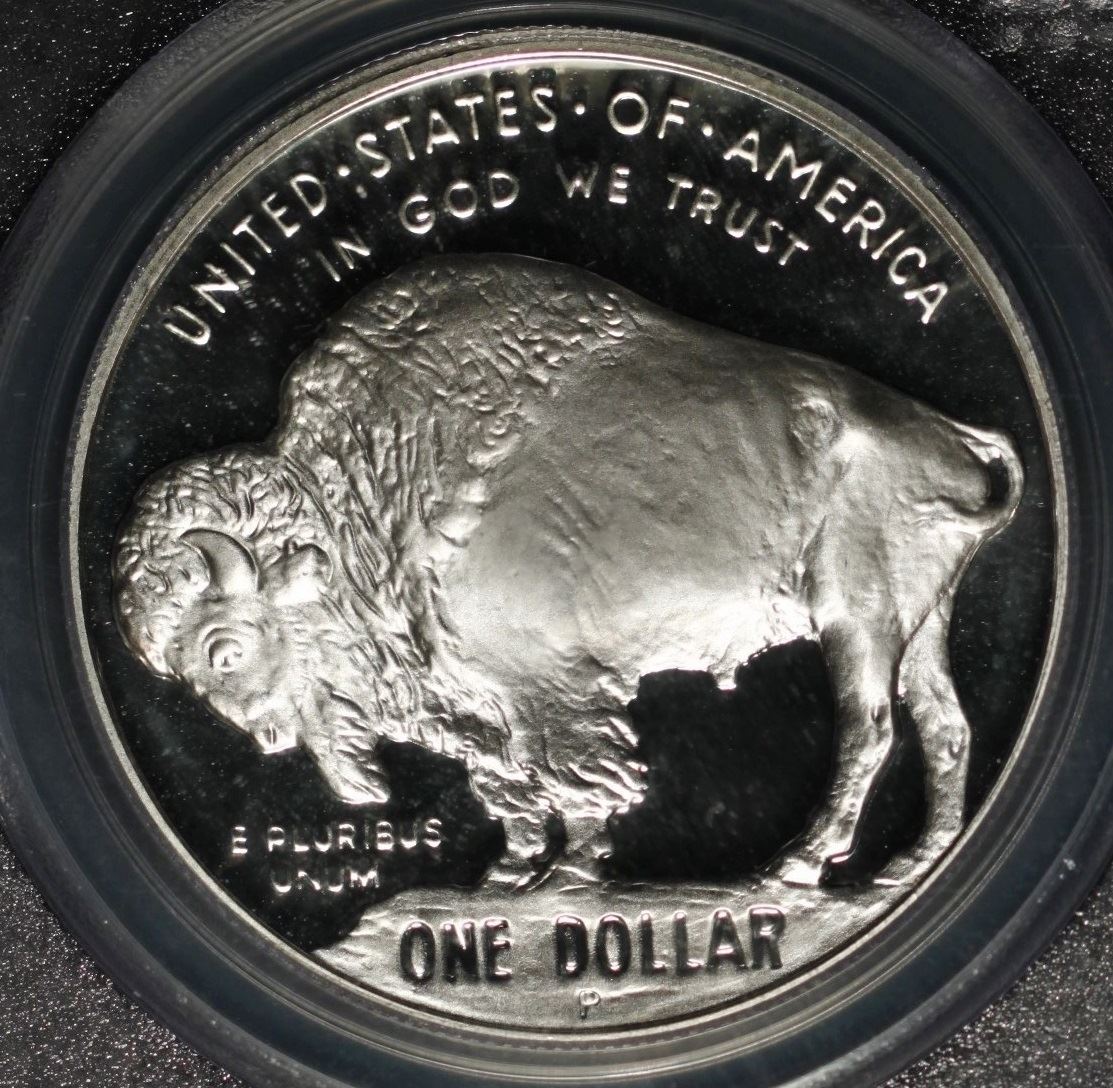 UNITED·STATES·OF·AMERICA
IN GOD WE TRUST
E PLURIBUS
UNUM
ONE DOLLAR
P